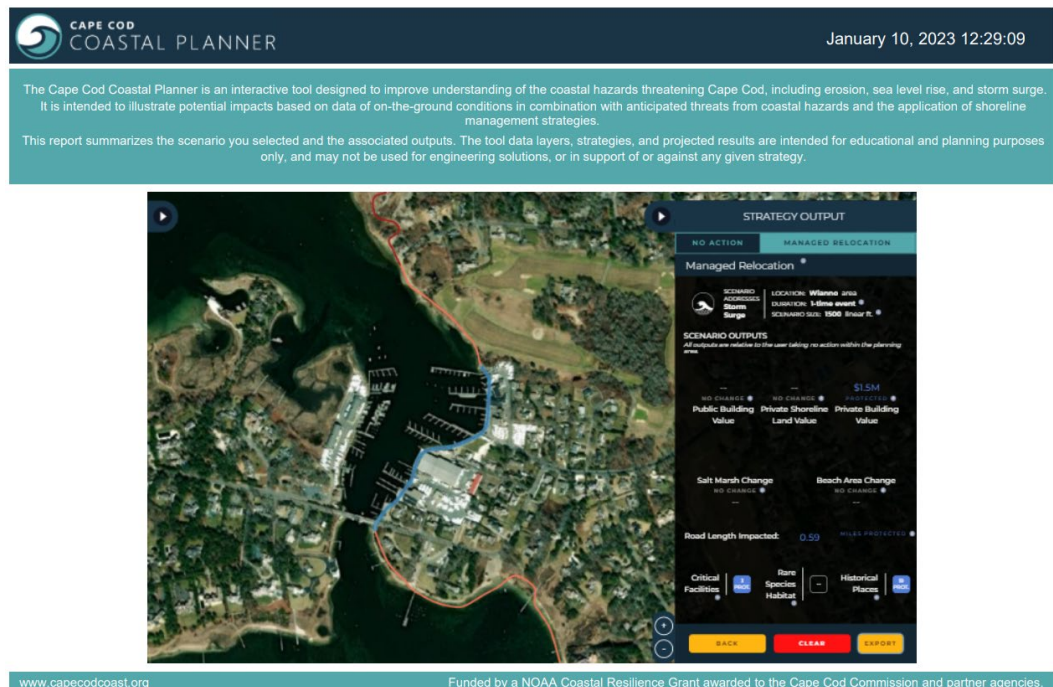 CAPE COD
COASTAL PLANNER
January 10, 2023 12:29:09
The Cape Cod Coastal Planner is an interactive tool designed to improve understanding of the coastal hazards threatening Cape Cod, including erosion, sea level rise, and storm surge.
It is intended to illustrate potential impacts based on data of on-the-ground conditions in combination with anticipated threats from coastal hazards and the application of shoreline
management strategies.
This report summarizes the scenario you selected and the associated outputs. The tool data layers, strategies, and projected results are intended for educational and planning purposes
only, and may not be used for engineering solutions, or in support of or against any given strategy.
STRATEGY OUTPUT
NO ACTION MANAGED RELOCATION
Managed Relocation
SCENARIO
ADDRESSES
Storm
Surge
LOCATION: Wianno area
DURATION: 1-time event
SCENARIO SIZE: 1500 linear ft.
SCENARIO OUTPUTS
All outputs are relative to the user taking no action within the planning
area.
-- -- $1.5M
NO CHANGE NO CHANGE PROTECTED
Public Building Private Shoreline Private Building
Value Land Value Value
Salt Marsh Change Beach Area Change
NO CHANGE NO CHANGE
-- --
Road Length Impacted: 0.59 MILES PROTECTED
Critical
Facilities
PROT.
Rare
Species
Habitat
--
Historical
Places
PROT.
+
-
BACK CLEAR EXPORT
www.capecodcoast.org
Funded by a NOAA Coastal Resilience Grant awarded to the Cape Cod Commission and partner agencies.